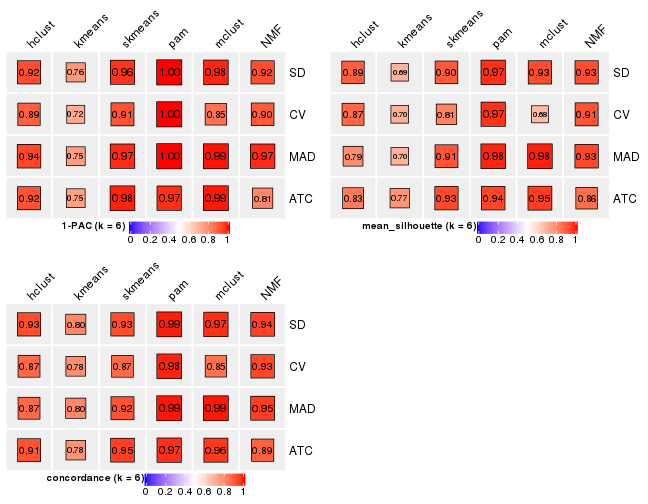 hclust kmeans skmeans pam mclust NMF
0.92 0.76 0.96 1.00 0.98 0.92 SD
0.89 0.72 0.91 1.00 0.85 0.90 CV
0.94 0.75 0.97 1.00 0.99 0.97 MAD
0.92 0.75 0.98 0.97 0.99 0.81 ATC
1-PAC (k = 6)
0 0.2 0.4 0.6 0.8 1
hclust kmeans skmeans pam mclust NMF
0.89 0.69 0.90 0.97 0.93 0.93 SD
0.87 0.70 0.81 0.97 0.68 0.91 CV
0.79 0.70 0.91 0.98 0.98 0.93 MAD
0.83 0.77 0.93 0.94 0.95 0.86 ATC
mean_silhouette (k = 6)
0 0.2 0.4 0.6 0.8 1
hclust kmeans skmeans pam mclust NMF
0.93 0.80 0.93 0.99 0.97 0.94 SD
0.87 0.78 0.87 0.98 0.85 0.93 CV
0.87 0.80 0.92 0.99 0.99 0.95 MAD
0.91 0.78 0.95 0.97 0.96 0.89 ATC
concordance (k = 6)
0 0.2 0.4 0.6 0.8 1